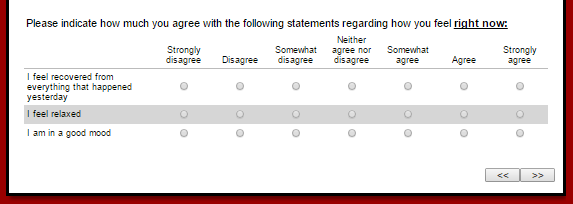 Please indicate how much you agree with the following statements regarding how you feel right now:
Strongly disagree Disagree Somewhat disagree Neither agree nor disagree Somewhat agree Agree Strongly agree
I feel recovered from
everything that happened
yesterday
I feel relaxed
I am in a good mood
<< >>